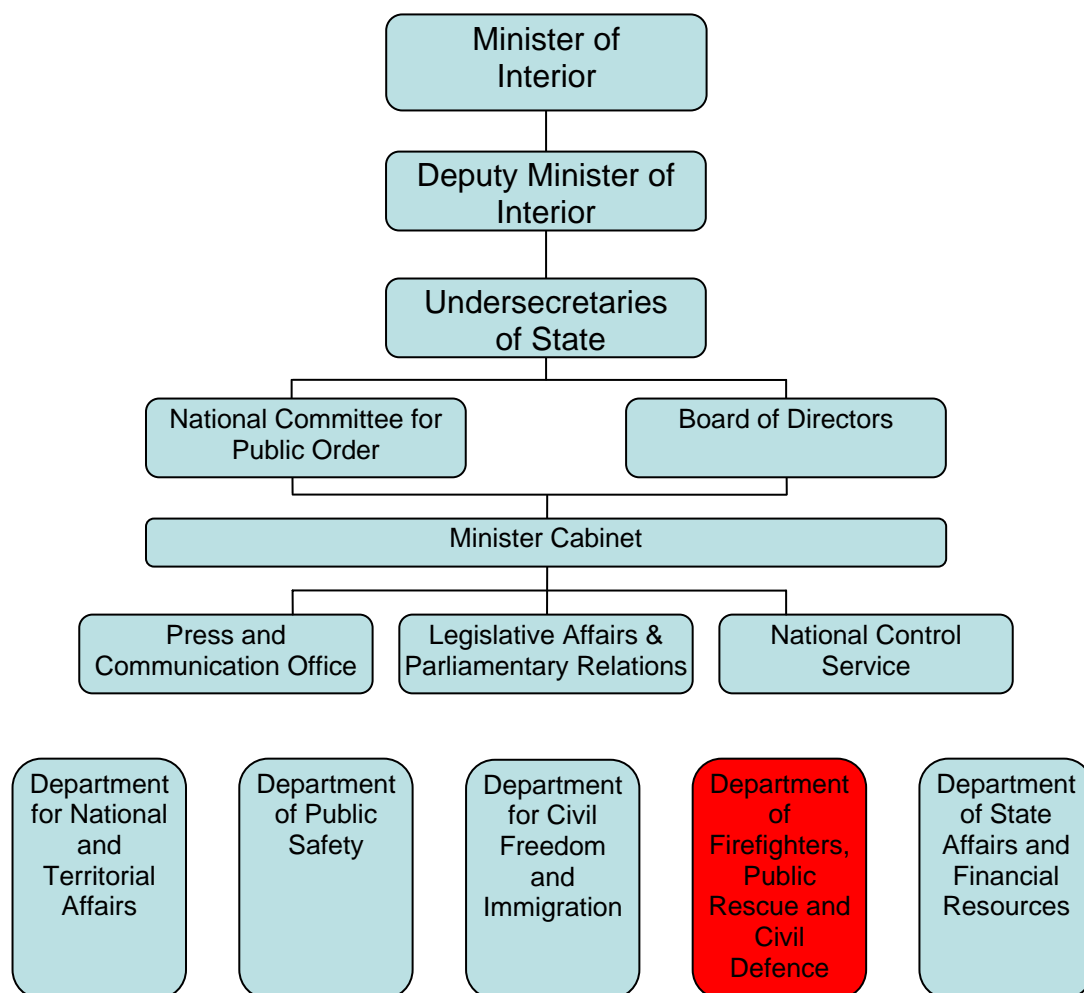 Minister of
Interior
Deputy Minister of
Interior
Undersecretaries
of State
National Committee for
Public Order
Board of Directors
Minister Cabinet
Press and
Communication Office
Legislative Affairs &
Parliamentary Relations
National Control
Service
Department
for National
and
Territorial
Affairs
Department
of Public
Safety
Department
for Civil
Freedom
and
Immigration
Department
of
Firefighters,
Public
Rescue and
Civil
Defence
Department
of State
Affairs and
Financial
Resources